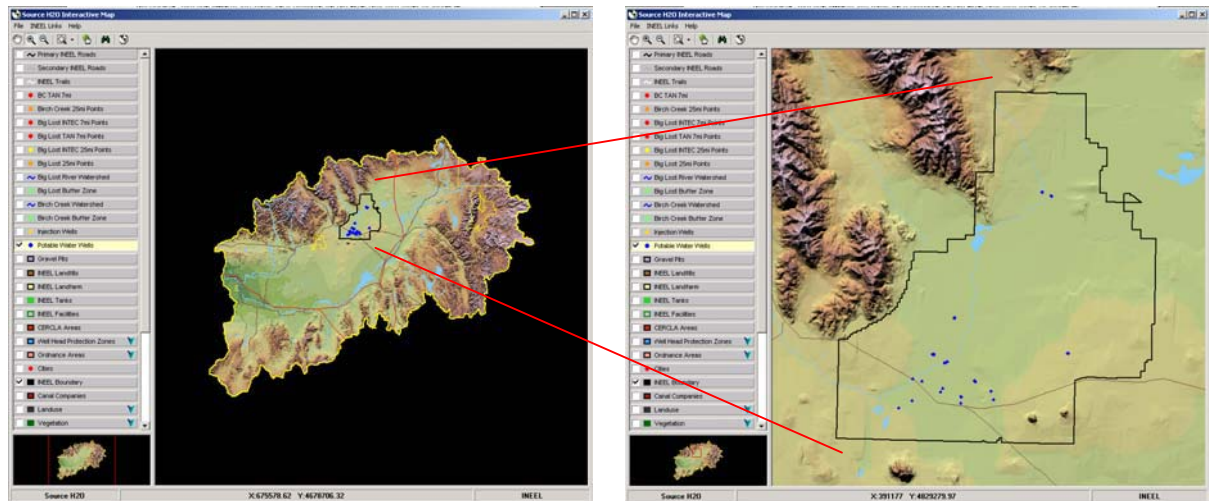 Source H2O Interactive Map
File INEEL Links Help
Primary INEEL Roads
Secondary INEEL Roads
INEEL Trails
BC TAN 7mi
Birch Creek 25mi Points
Big Lost INTEC 7mi Points
Big Lost TAN 7mi Points
Big Lost INTEC 25mi Points
Big Lost 25mi Points
Big Lost River Watershed
Big Lost Buffer Zone
Birch Creek Watershed
Birch Creek Buffer Zone
Injection Wells
Potable Water Wells
Gravel Pits
INEEL Landfills
INEEL Landfarm
INEEL Tanks
INEEL Facilities
CERCLA Areas
Well Head Protection Zones
Ordnance Areas
Cities
INEEL Boundary
Canal Companies
Landuse
Vegetation
Source H2O X:675578.62 Y:4678706.32 INEEL
Source H2O Interactive Map
File INEEL Links Help
Primary INEEL Roads
Secondary INEEL Roads
INEEL Trails
BC TAN 7mi
Birch Creek 25mi Points
Big Lost INTEC 7mi Points
Big Lost TAN 7mi Points
Big Lost INTEC 25mi Points
Big Lost 25mi Points
Big Lost River Watershed
Big Lost Buffer Zone
Birch Creek Watershed
Birch Creek Buffer Zone
Injection Wells
Potable Water Wells
Gravel Pits
INEEL Landfills
INEEL Landfarm
INEEL Tanks
INEEL Facilities
CERCLA Areas
Well Head Protection Zones
Ordnance Areas
Cities
INEEL Boundary
Canal Companies
Landuse
Vegetation
Source H2O X:391177 Y:4829279.97 INEEL